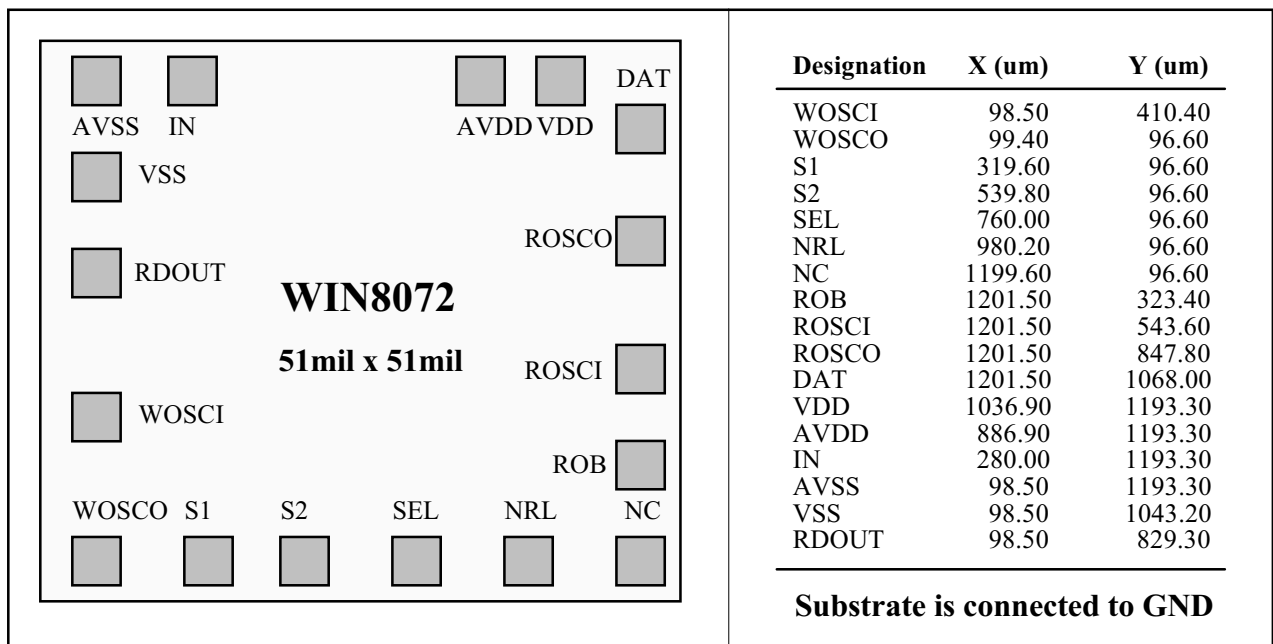 DAT
AVSS IN AVDD VDD
VSS
ROSCO
RDOUT
WIN8072
51mil x 51mil
ROSCI
WOSCI
ROB
WOSCO S1 S2 SEL NRL NC
Designation X (um) Y (um)
WOSCI 98.50 410.40
WOSCO 99.40 96.60
S1 319.60 96.60
S2 539.80 96.60
SEL 760.00 96.60
NRL 980.20 96.60
NC 1199.60 96.60
ROB 1201.50 323.40
ROSCI 1201.50 543.60
ROSCO 1201.50 847.80
DAT 1201.50 1068.00
VDD 1036.90 1193.30
AVDD 886.90 1193.30
IN 280.00 1193.30
AVSS 98.50 1193.30
VSS 98.50 1043.20
RDOUT 98.50 829.30
Substrate is connected to GND